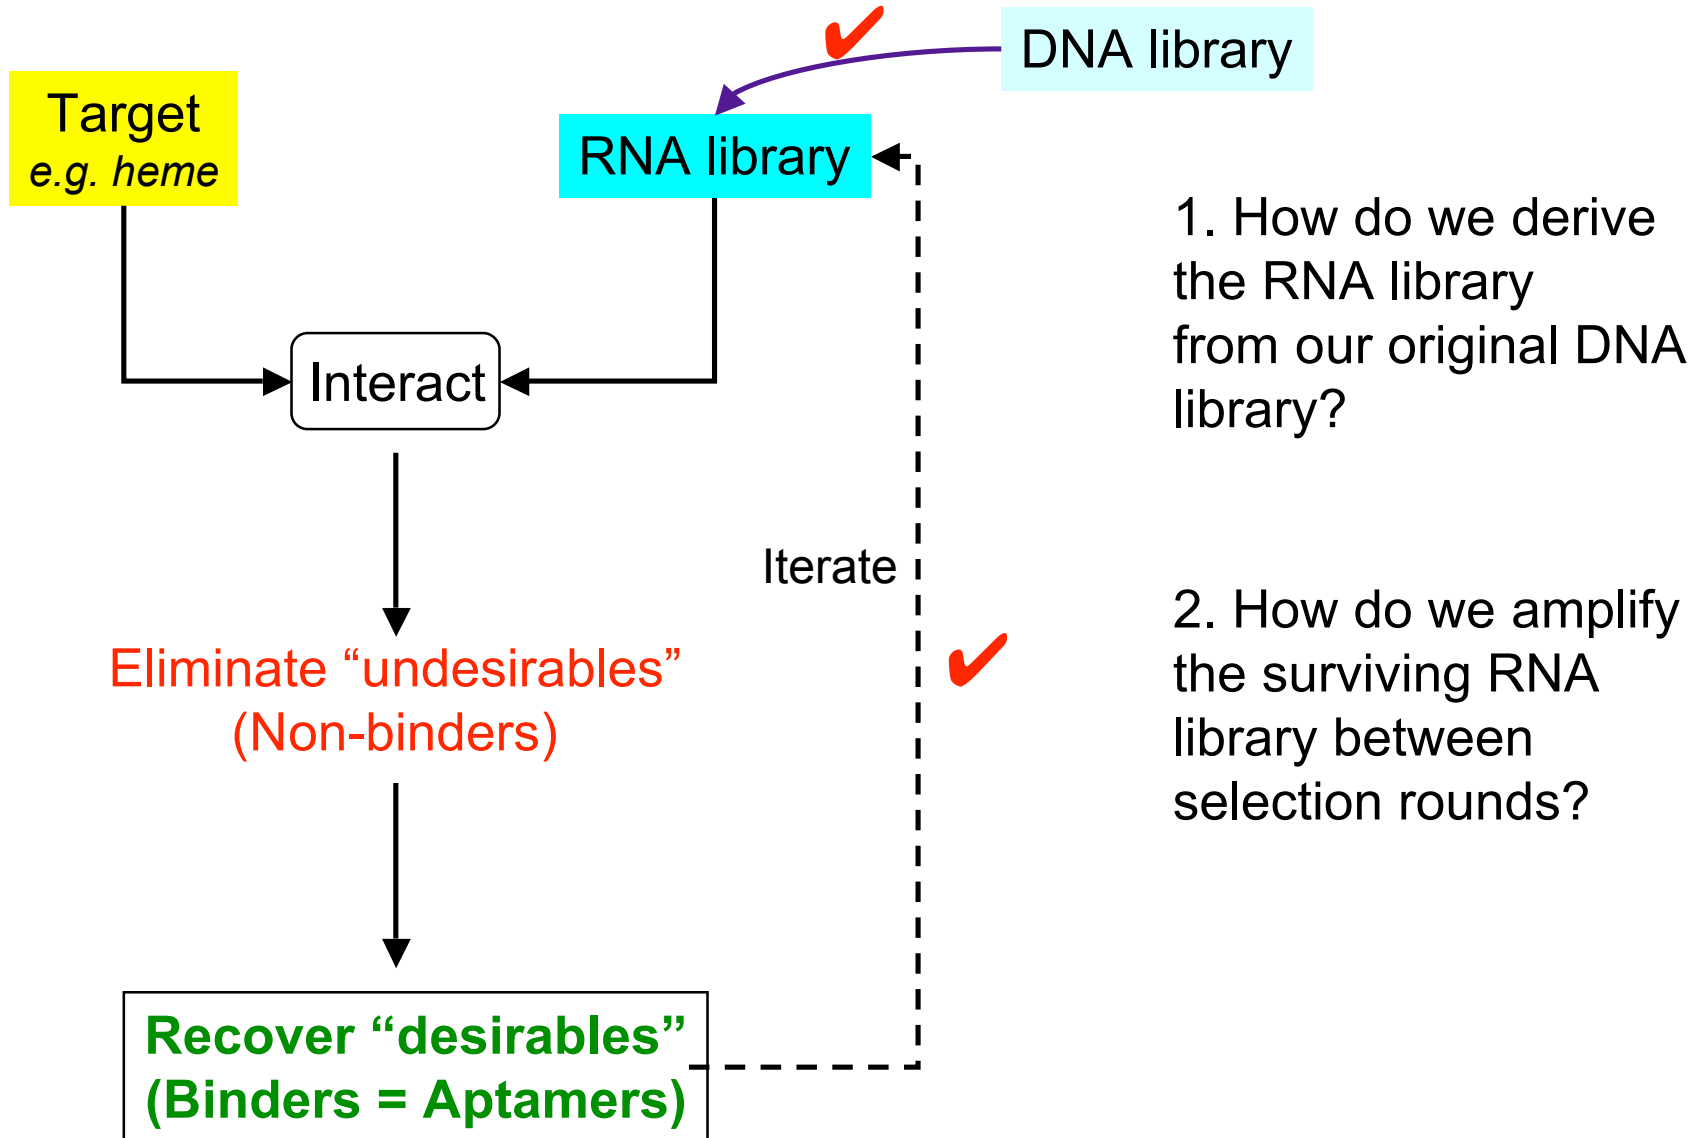 DNA library
Target
e.g. heme
RNA library
1. How do we derive
the RNA library
from our original DNA
library?
Interact
Iterate
2. How do we amplify
the surviving RNA
library between
selection rounds?
Eliminate “undesirables”
(Non-binders)
Recover “desirables”
(Binders = Aptamers)